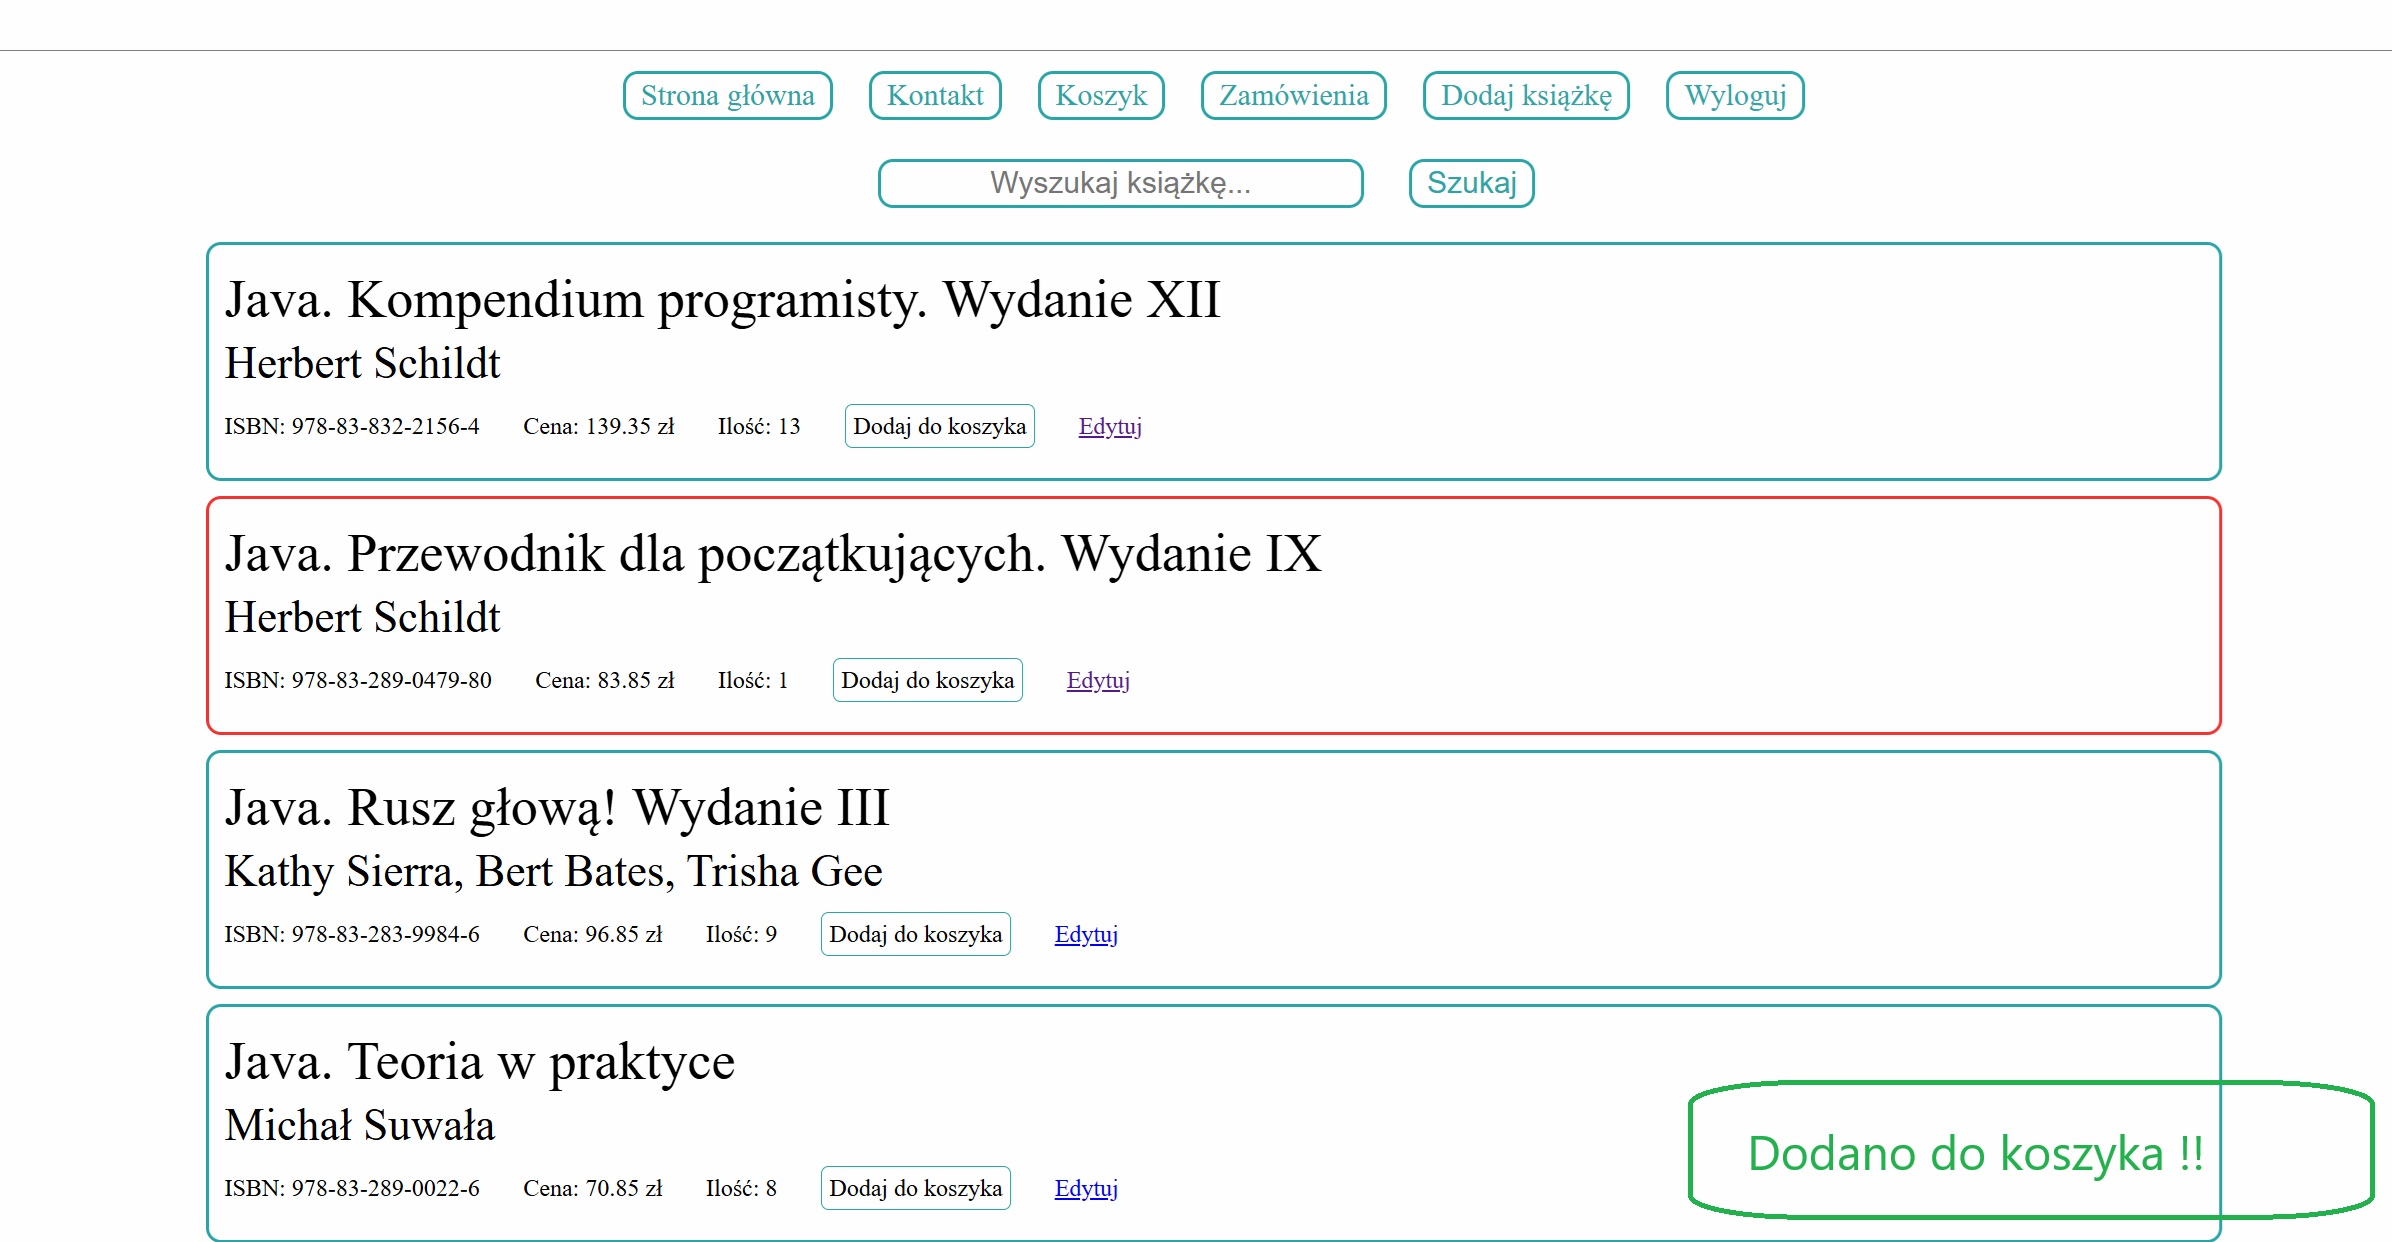 Strona główna Kontakt Koszyk Zamówienia Dodaj książkę Wyloguj
Wyszukaj książkę... Szukaj
Java. Kompendium programisty. Wydanie XII
Herbert Schildt
ISBN: 978-83-832-2156-4 Cena: 139.35 zł Ilość: 13 Dodaj do koszyka Edytuj
Java. Przewodnik dla początkujących. Wydanie IX
Herbert Schildt
ISBN: 978-83-289-0479-80 Cena: 83.85 zł Ilość: 1 Dodaj do koszyka Edytuj
Java. Rusz głową! Wydanie III
Kathy Sierra, Bert Bates, Trisha Gee
ISBN: 978-83-283-9984-6 Cena: 96.85 zł Ilość: 9 Dodaj do koszyka Edytuj
Java. Teoria w praktyce
Michał Suwała
Dodano do koszyka !!
ISBN: 978-83-289-0022-6 Cena: 70.85 zł Ilość: 8 Dodaj do koszyka Edytuj